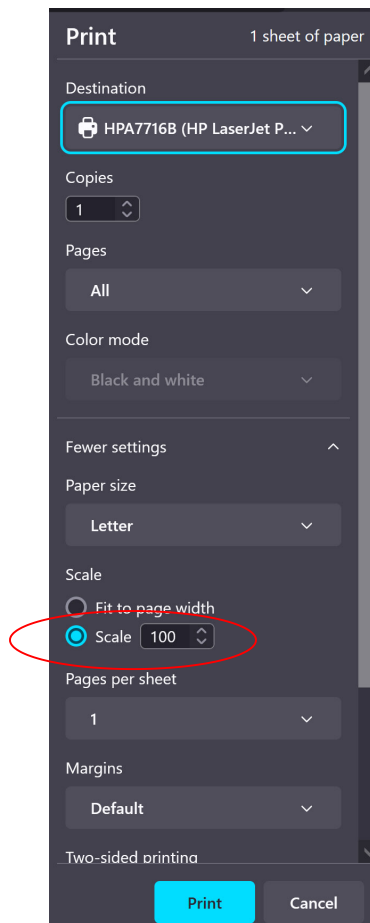 Print 1 sheet of paper
Destination
HPA7716B (HP LaserJet P...
Copies
1
Pages
All
Color mode
Black and white
Fewer settings
Paper size
Letter
Scale
Fit to page width
Scale 100
Pages per sheet
1
Margins
Default
Two-sided printing
Print Cancel